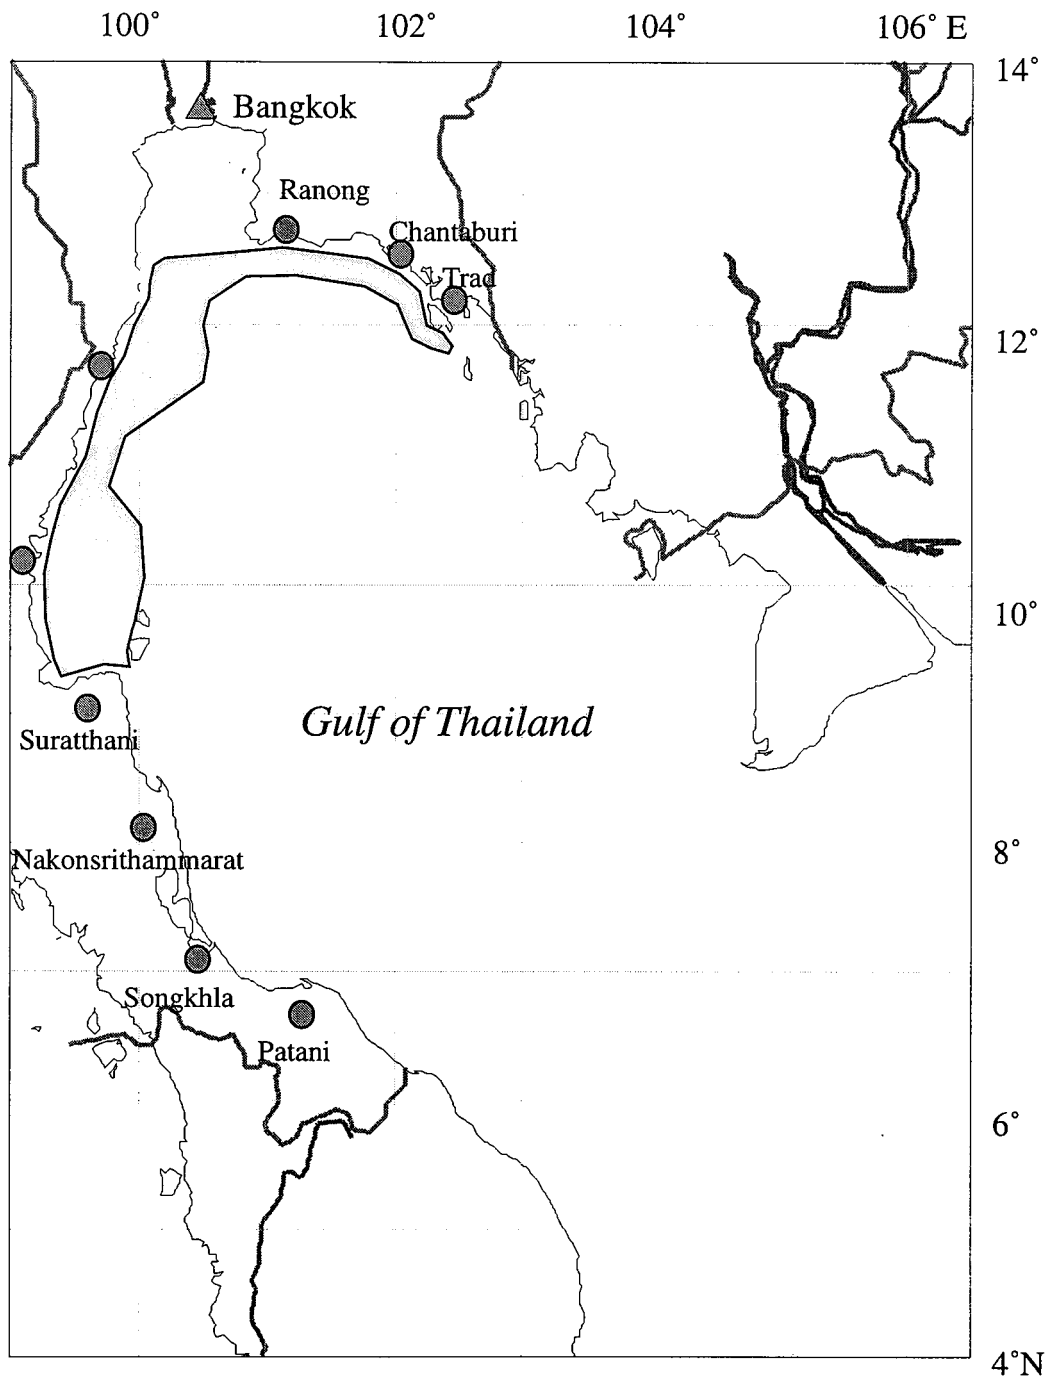 100˚ 102˚ 104˚ 106˚ E
14˚
Bangkok
Ranong
Chantaburi
Trad
12˚
10˚
Gulf of Thailand
Suratthani
8˚
Nakonsrithammarat
Songkhla
Patani
6˚
4˚N